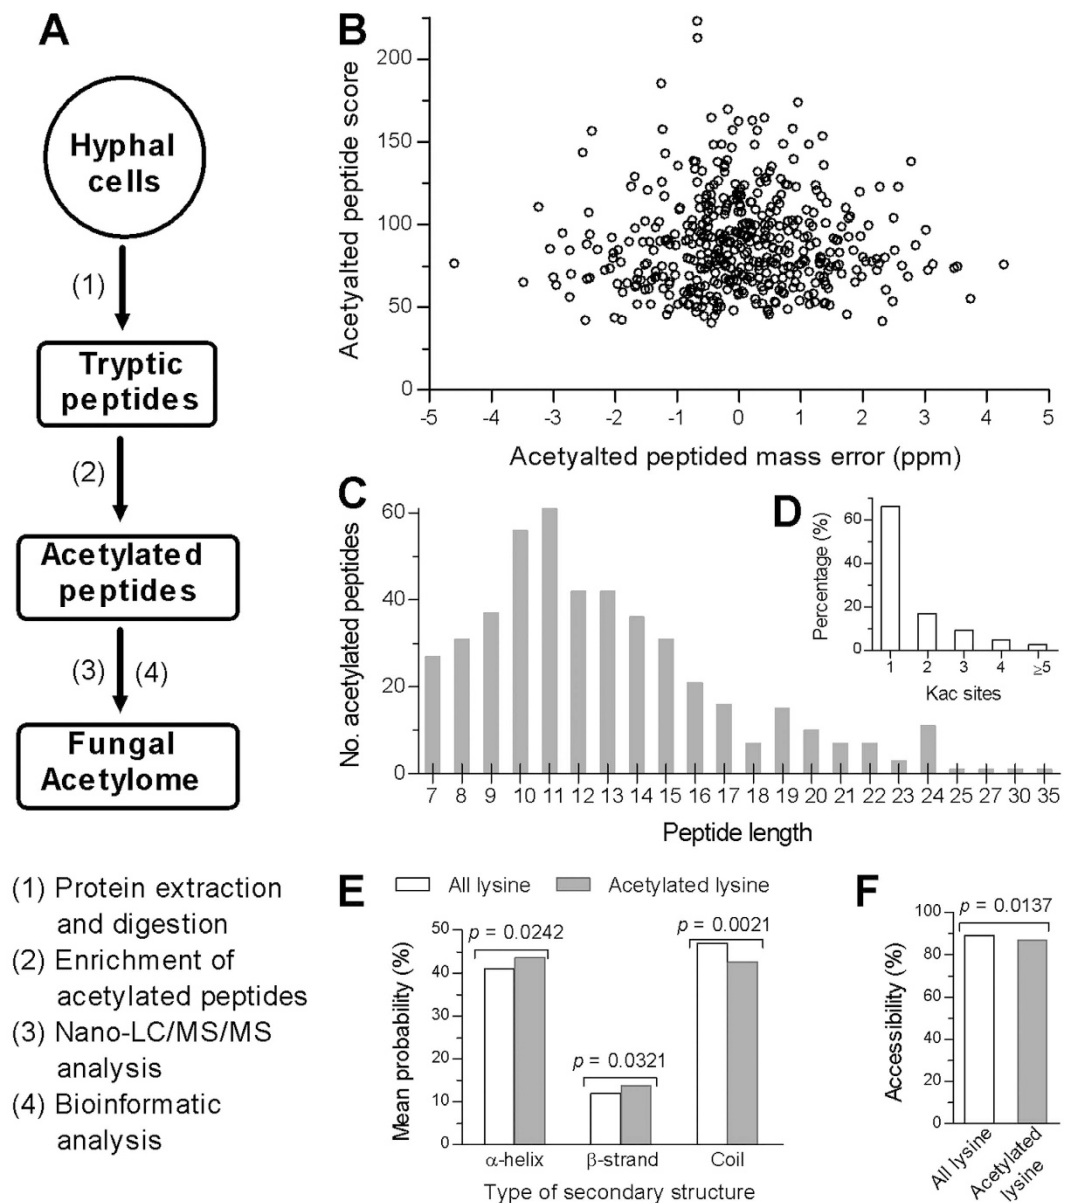 A
Hyphal
cells
(1)
Tryptic
peptides
(2)
Acetylated
peptides
(3) (4)
Fungal
Acetylome
(1) Protein extraction
and digestion
(2) Enrichment of
acetylated peptides
(3) Nano-LC/MS/MS
analysis
(4) Bioinformatic
analysis
B
Acetyalted peptide score
200
150
100
50
0
-5 -4 -3 -2 -1 0 1 2 3 4 5
Acetyalted peptided mass error (ppm)
C
No. acetylated peptides
60
40
20
0
7 8 9 10 11 12 13 14 15 16 17 18 19 20 21 22 23 24 25 27 30 35
Peptide length
D
Percentage (%)
60
40
20
0
1 2 3 4 ≥5
Kac sites
E
All lysine Acetylated lysine
Mean probability (%)
50
40
30
20
10
0
p = 0.0242
p = 0.0321
p = 0.0021
α-helix β-strand Coil
Type of secondary structure
F
Accessibility (%)
100
80
60
40
20
0
p = 0.0137
All lysine
Acetylated
lysine